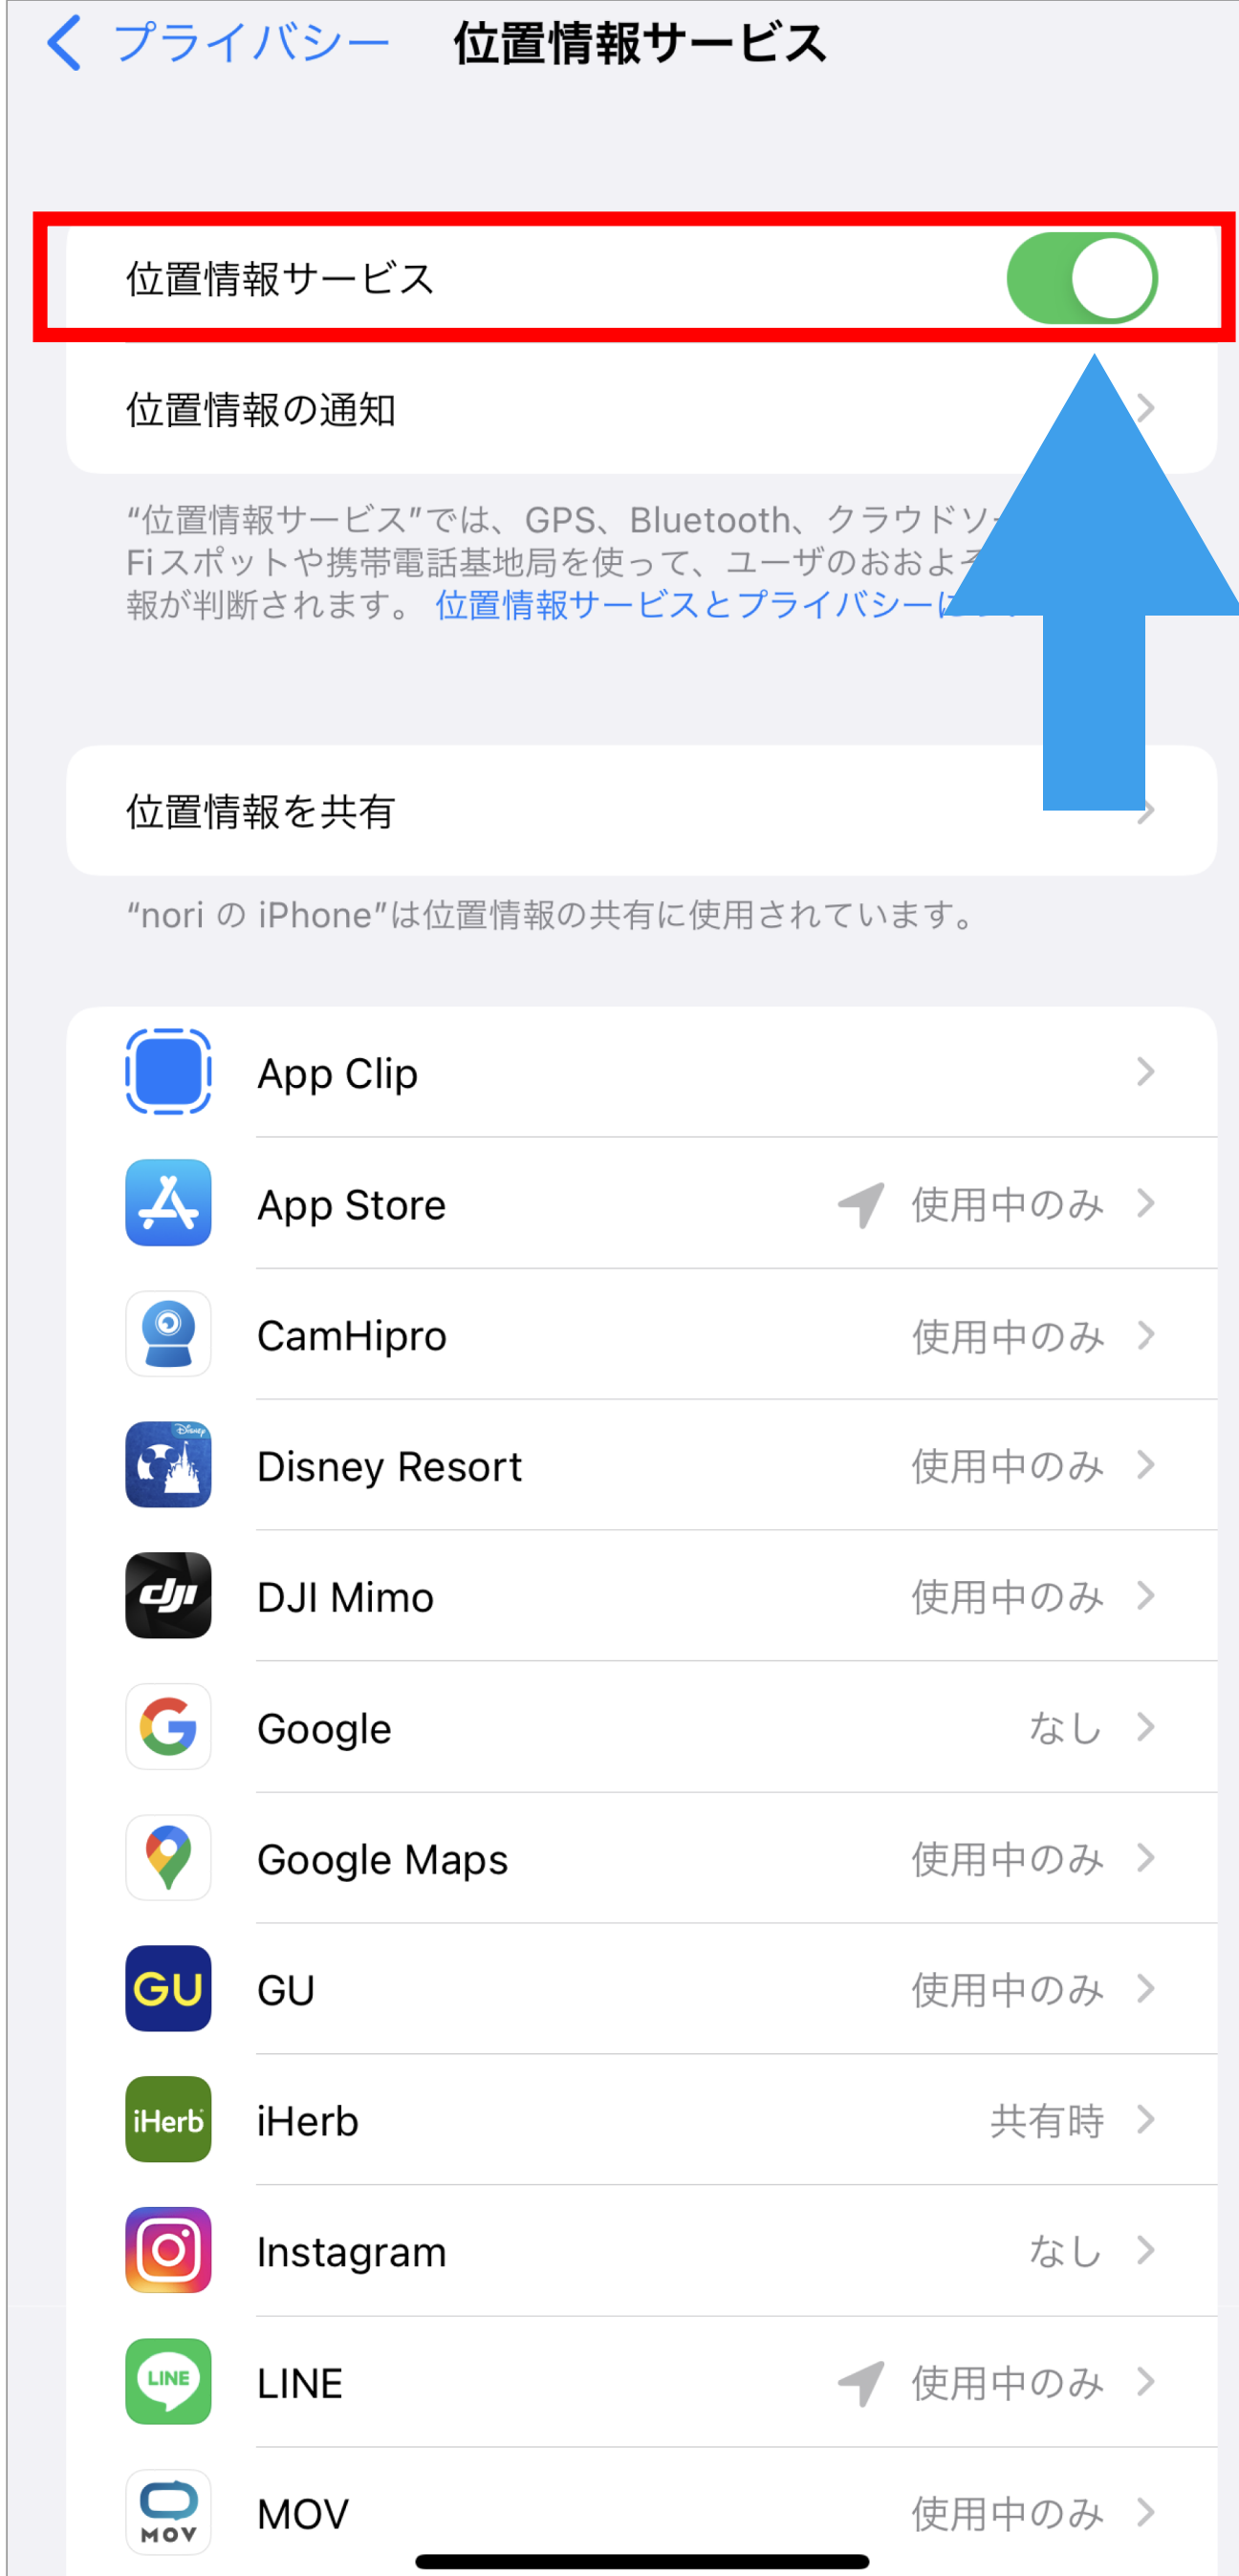 プライバシー 位置情報サービス
位置情報サービス
位置情報の通知
“位置情報サービス”では、GPS、Bluetooth、クラウドソ
Fiスポットや携帯電話基地局を使って、ユーザのおおよそ
報が判断されます。 位置情報サービスとプライバシーに
位置情報を共有
“nori の iPhone”は位置情報の共有に使用されています。
App Clip
App Store 使用中のみ
CamHipro 使用中のみ
Disney
Disney Resort 使用中のみ
dji
DJI Mimo 使用中のみ
Google なし
Google Maps 使用中のみ
GU
GU 使用中のみ
iHerb
iHerb 共有時
Instagram なし
LINE
LINE 使用中のみ
MOV
MOV 使用中のみ